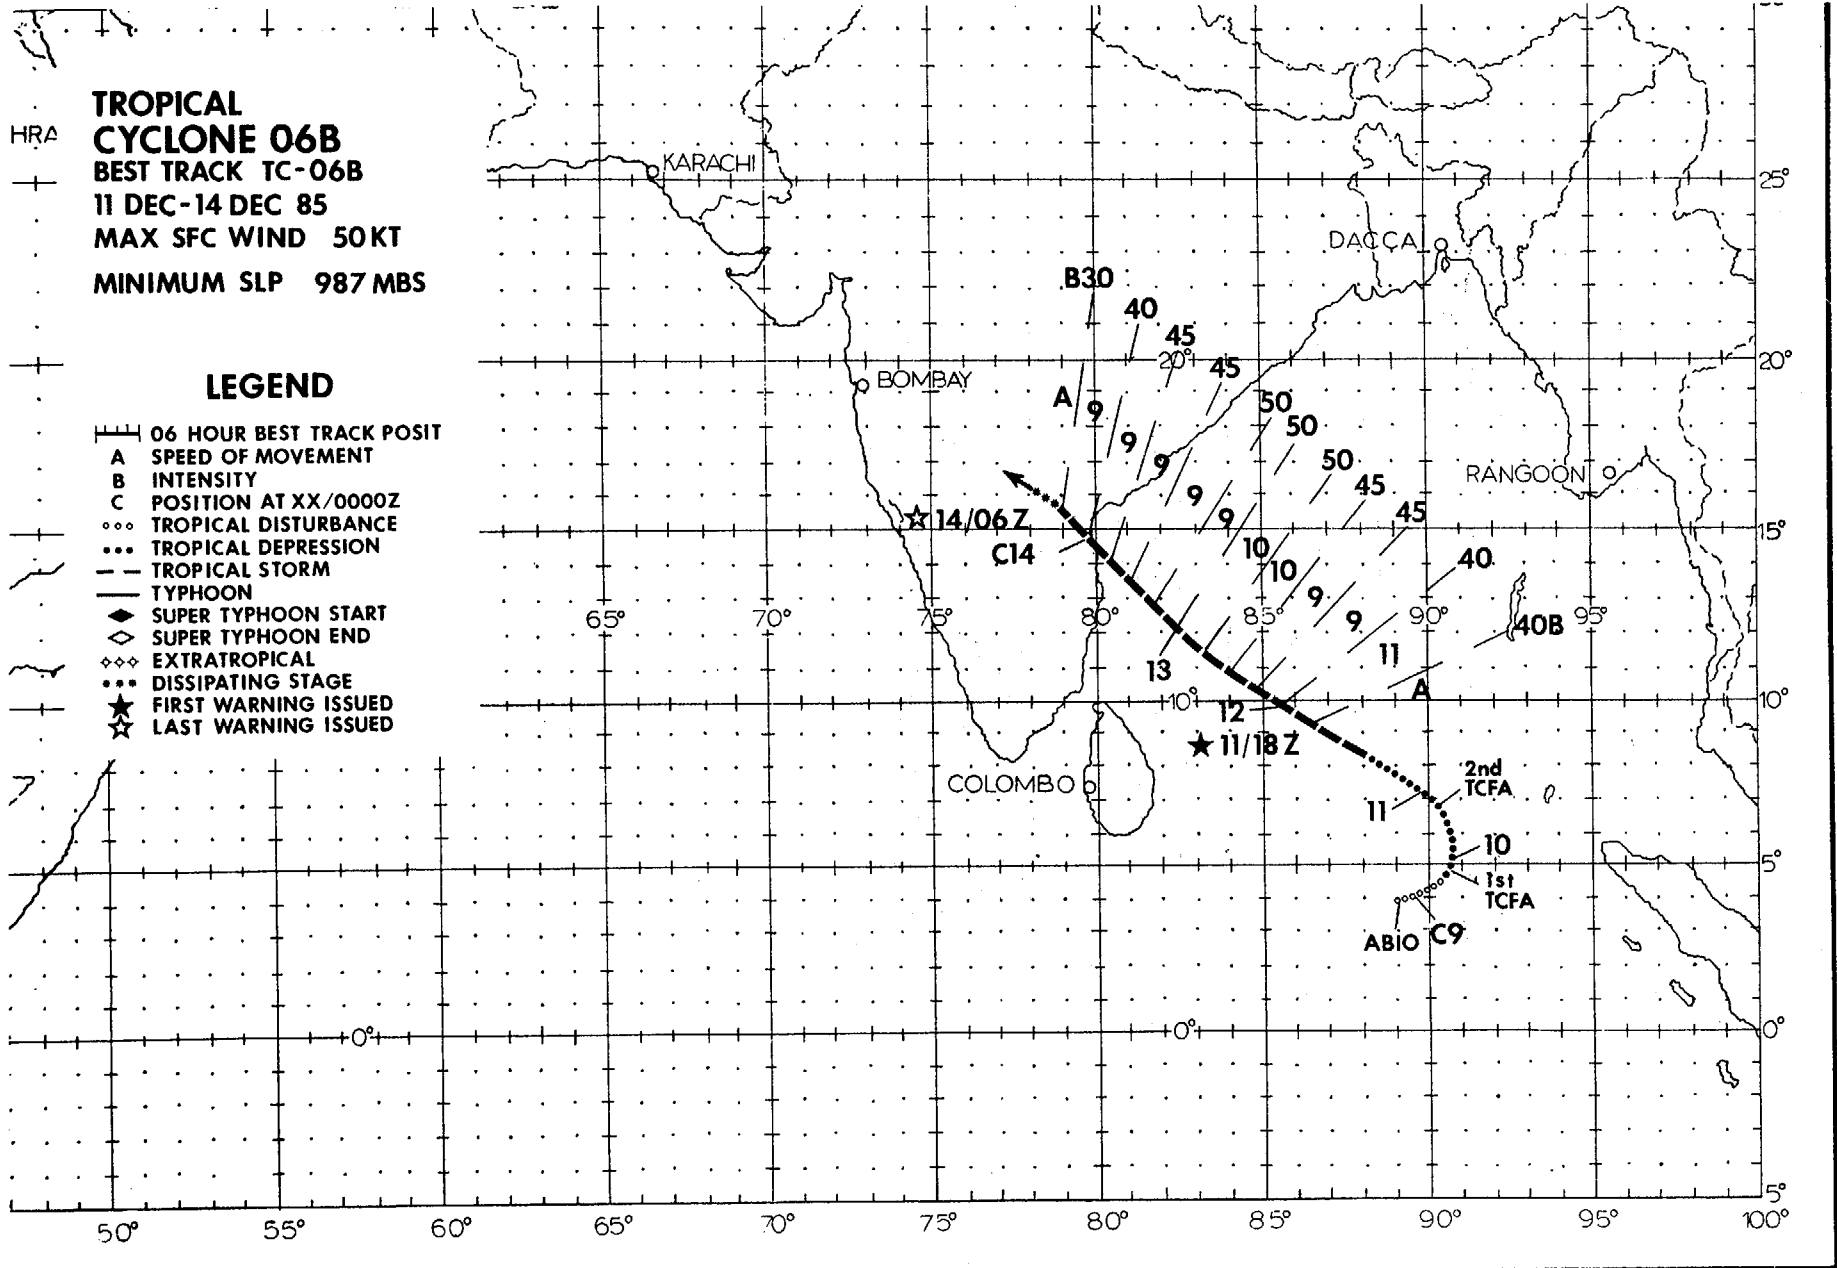 TROPICAL
CYCLONE 06B
BEST TRACK TC-06B
11 DEC-14 DEC 85
MAX SFC WIND 50KT
MINIMUM SLP 987 MBS
HRA
LEGEND
06 HOUR BEST TRACK POSIT
A SPEED OF MOVEMENT
B INTENSITY
C POSITION AT XX/0000Z
TROPICAL DISTURBANCE
TROPICAL DEPRESSION
TROPICAL STORM
TYPHOON
SUPER TYPHOON START
SUPER TYPHOON END
EXTRATROPICAL
DISSIPATING STAGE
FIRST WARNING ISSUED
LAST WARNING ISSUED
KARACHI
25°
DACCA
B30
40
45
20°
20°
45
BOMBAY
A
9
50
50
9
50
9
45
RANGOON
9
45
9
14/06 Z
15°
C14
10
40
10
9
65°
70°
75°
80°
85°
90°
95°
9
40B
11
13
A
10°
10°
12
11/18 Z
COLOMBO
2nd
TCFA
11
10
5°
1st
TCFA
ABIO
C9
0°
0°
0°
5°
50°
55°
60°
65°
70°
75°
80°
85°
90°
95°
100°